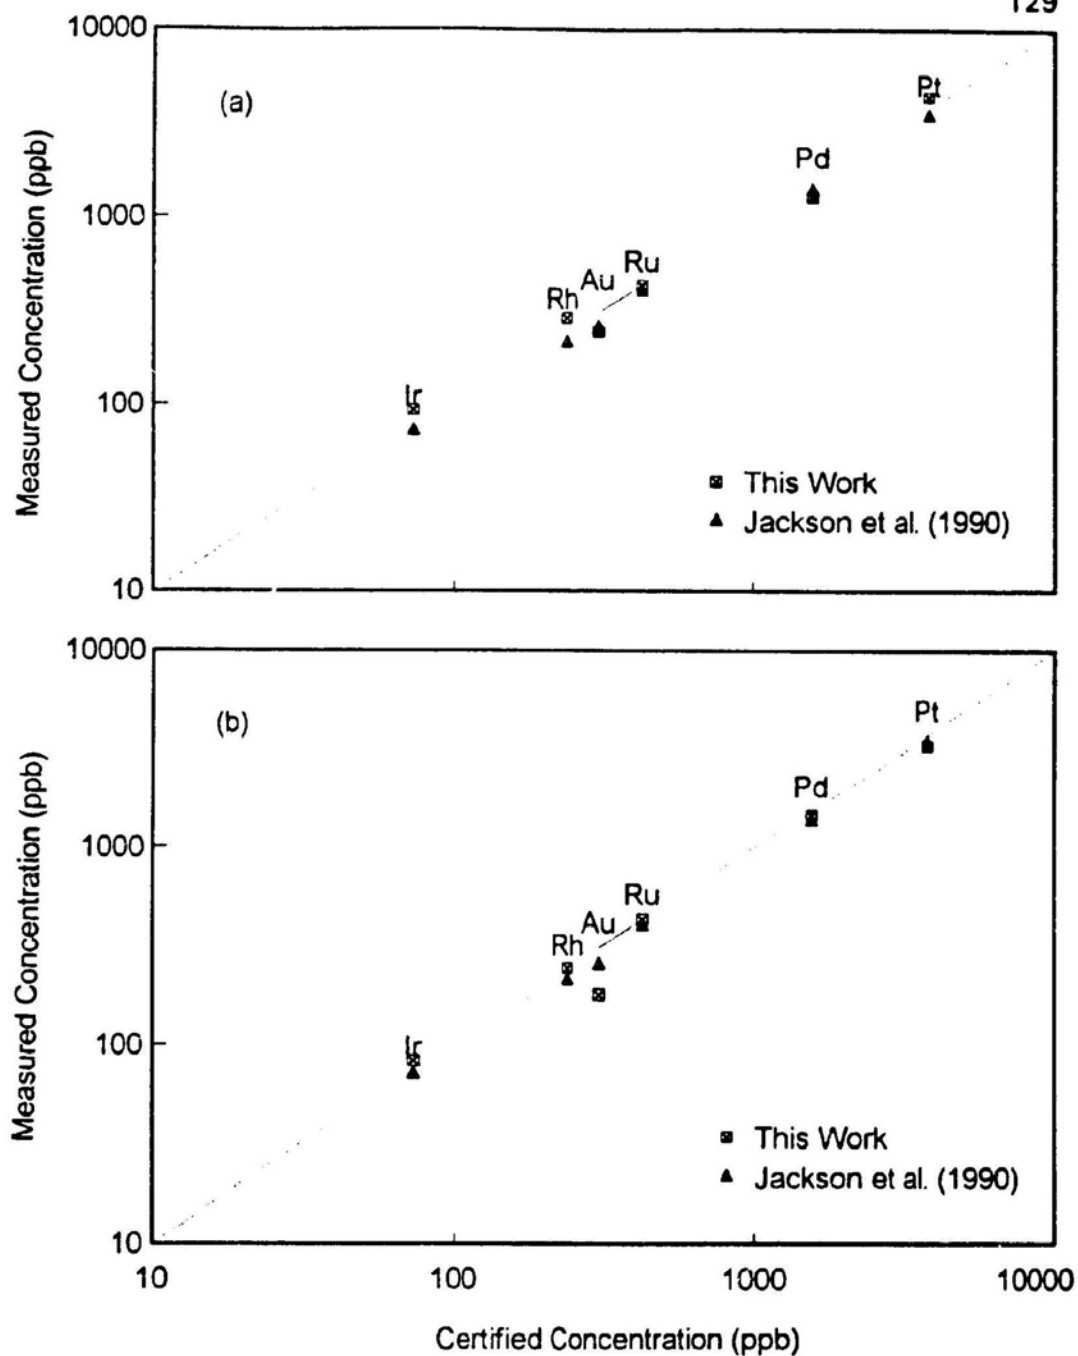 129
10000
(a)
Pt
Pd
1000
Ru
Au
Rh
Ir
100
This Work
Jackson et al. (1990)
10
Measured Concentration (ppb)
10000
(b)
Pt
Pd
1000
Ru
Au
Rh
Ir
100
This Work
Jackson et al. (1990)
10
Measured Concentration (ppb)
10
100
1000
10000
Certified Concentration (ppb)